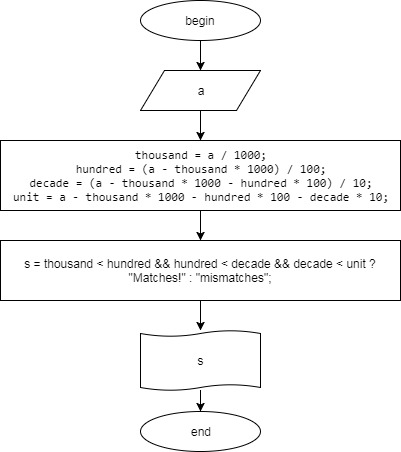 begin
a
thousand = a / 1000;
hundred = (a - thousand * 1000) / 100;
decade = (a - thousand * 1000 - hundred * 100) / 10;
unit = a - thousand * 1000 - hundred * 100 - decade * 10;
s = thousand < hundred && hundred < decade && decade < unit ?
"Matches!" : "mismatches";
s
end